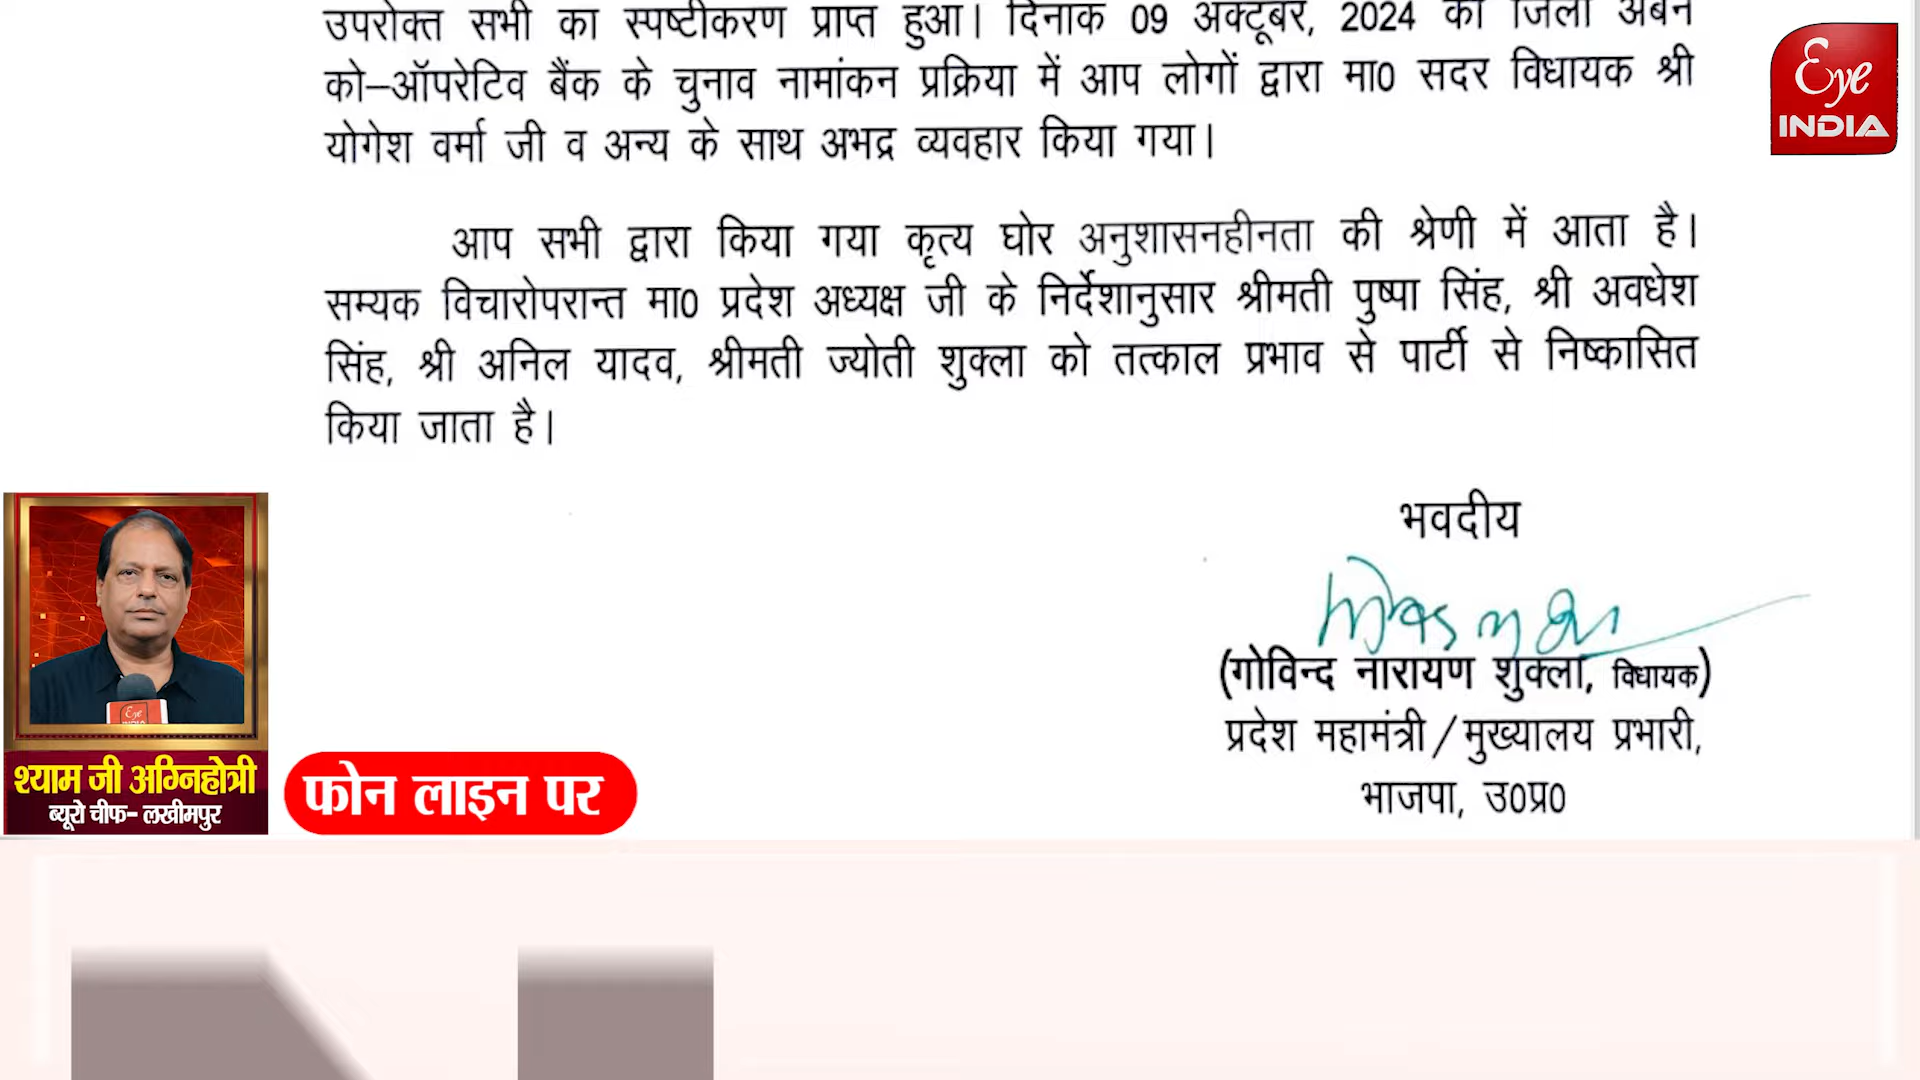 उपरोक्त सभी का स्पष्टीकरण प्राप्त हुआ। दिनांक 09 अक्टूबर, 2024 को जिला अर्बन
को–ऑपरेटिव बैंक के चुनाव नामांकन प्रक्रिया में आप लोगों द्वारा मा0 सदर विधायक श्री
योगेश वर्मा जी व अन्य के साथ अभद्र व्यवहार किया गया।
आप सभी द्वारा किया गया कृत्य घोर अनुशासनहीनता की श्रेणी में आता है।
सम्यक विचारोपरान्त मा0 प्रदेश अध्यक्ष जी के निर्देशानुसार श्रीमती पुष्पा सिंह, श्री अवधेश
सिंह, श्री अनिल यादव, श्रीमती ज्योती शुक्ला को तत्काल प्रभाव से पार्टी से निष्कासित
किया जाता है।
भवदीय
(गोविन्द नारायण शुक्ला, विधायक)
प्रदेश महामंत्री/मुख्यालय प्रभारी,
भाजपा, उ0प्र0
Eye
INDIA
Eye
INDIA
श्याम जी अग्निहोत्री
ब्यूरो चीफ- लखीमपुर
फोन लाइन पर